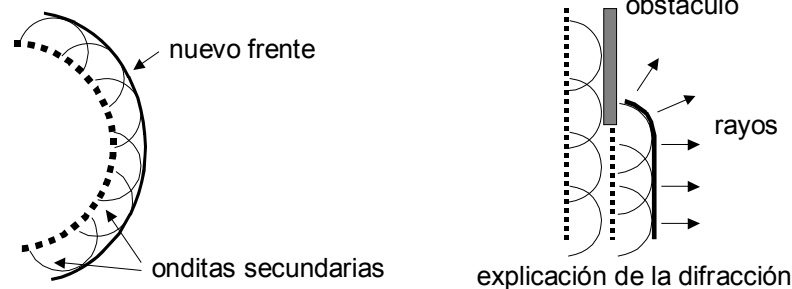 nuevo frente
onditas secundarias
obstáculo
rayos
explicación de la difracción